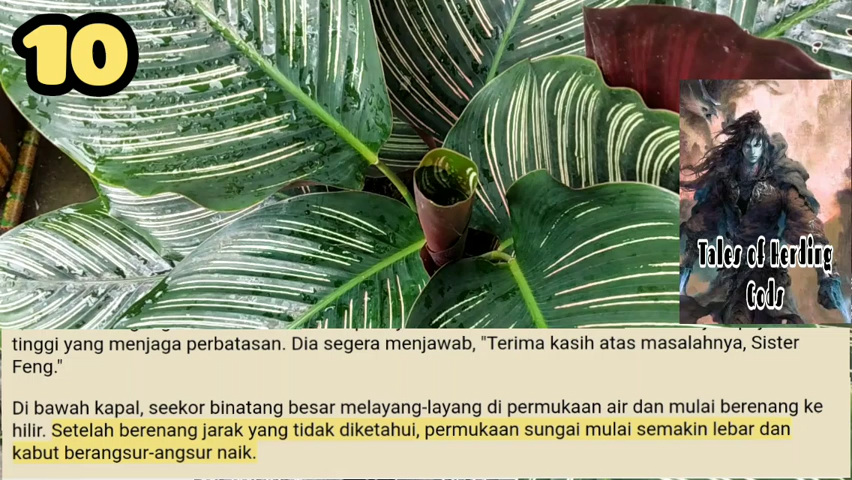 10
Tales of Herding
Gods
tinggi yang menjaga perbatasan. Dia segera menjawab, "Terima kasih atas masalahnya, Sister
Feng."
Di bawah kapal, seekor binatang besar melayang-layang di permukaan air dan mulai berenang ke
hilir. Setelah berenang jarak yang tidak diketahui, permukaan sungai mulai semakin lebar dan
kabut berangsur-angsur naik.